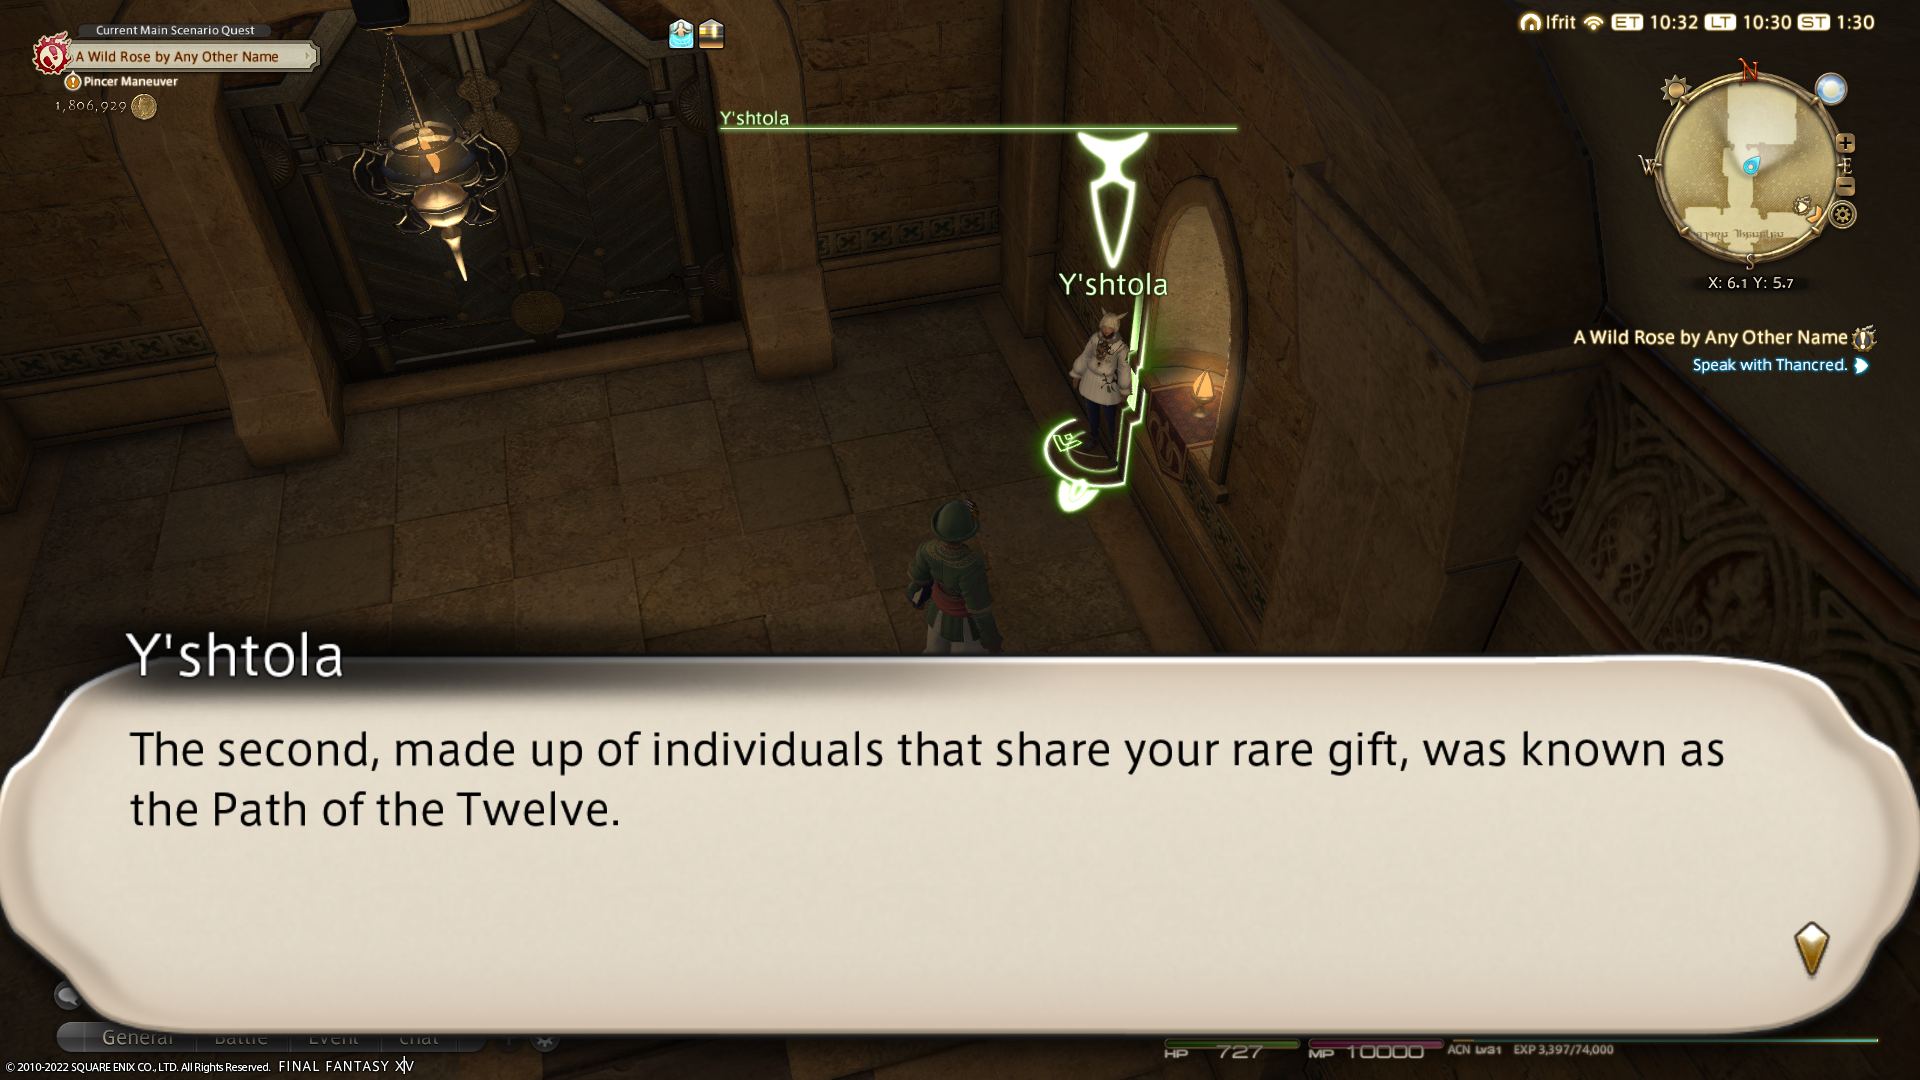 Current Main Scenario Quest
A Wild Rose by Any Other Name
Pincer Maneuver
1,806,929
Ifrit ET 10:32 LT 10:30 ST 1:30
N
W
E
S
X: 6.1 Y: 5.7
A Wild Rose by Any Other Name
Speak with Thancred.
Y'shtola
Y'shtola
Y'shtola
The second, made up of individuals that share your rare gift, was known as
the Path of the Twelve.
General Battle Event Chat
HP 727 MP 10000 ACN Lv31 EXP 3,397/74,000
© 2010-2022 SQUARE ENIX CO., LTD. All Rights Reserved. FINAL FANTASY XIV